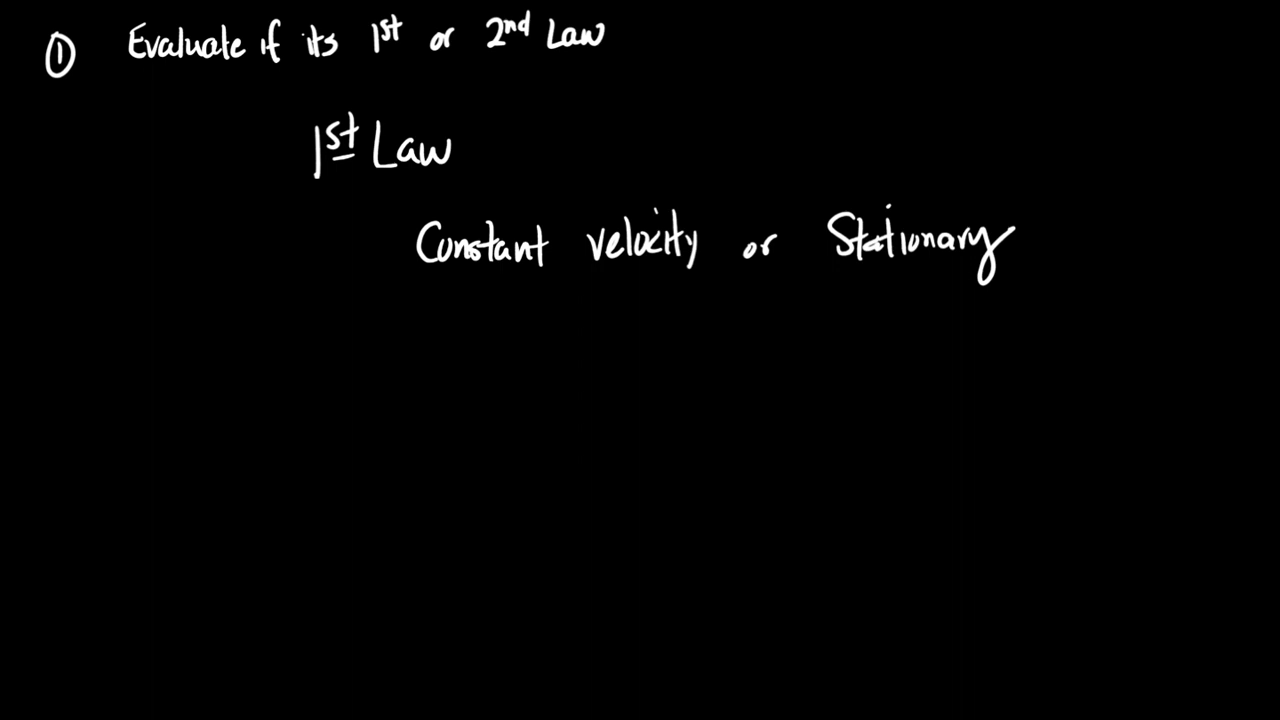 ① Evaluate if its 1st or 2nd Law
1st Law
Constant velocity or Stationary